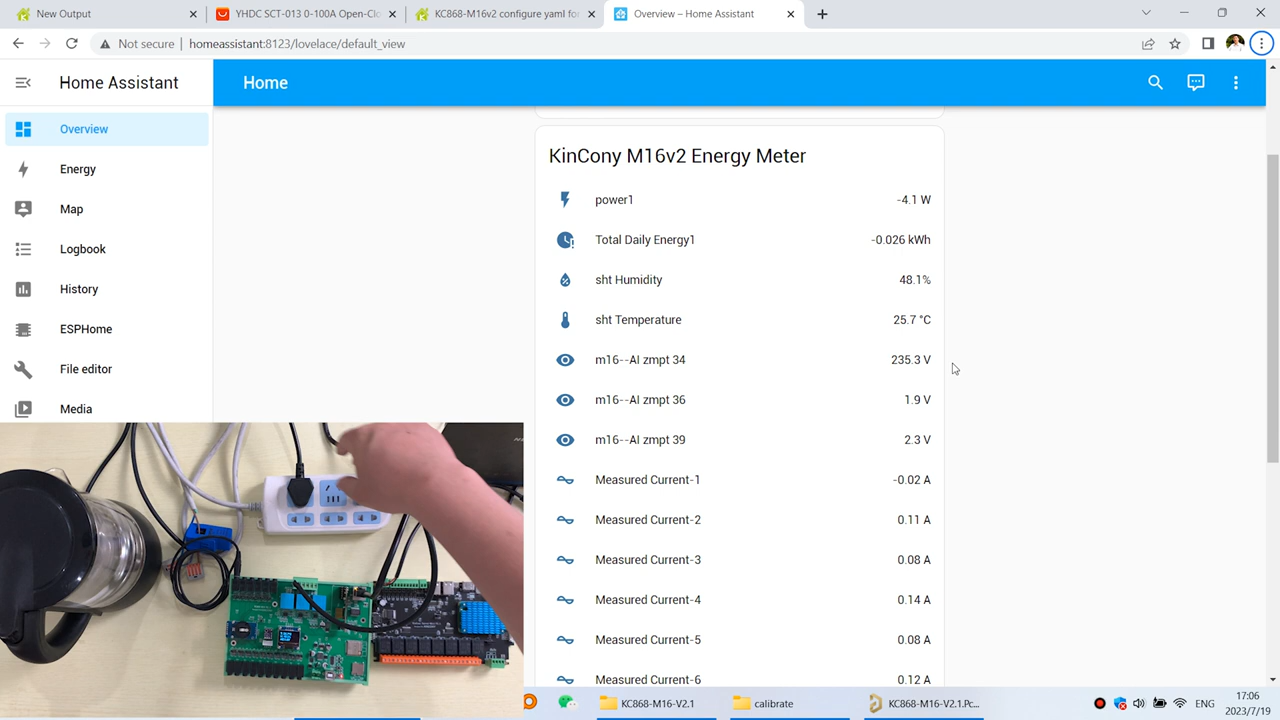 New Output
YHDC SCT-013 0-100A Open-Clo
KC868-M16v2 configure yaml for
Overview – Home Assistant
Not secure
homeassistant:8123/lovelace/default_view
Home Assistant
Home
Overview
Energy
Map
Logbook
History
ESPHome
File editor
Media
KinCony M16v2 Energy Meter
power1 -4.1 W
Total Daily Energy1 -0.026 kWh
sht Humidity 48.1%
sht Temperature 25.7 °C
m16--AI zmpt 34 235.3 V
m16--AI zmpt 36 1.9 V
m16--AI zmpt 39 2.3 V
Measured Current-1 -0.02 A
Measured Current-2 0.11 A
Measured Current-3 0.08 A
Measured Current-4 0.14 A
Measured Current-5 0.08 A
Measured Current-6 0.12 A
KC868-M16-V2.1
calibrate
KC868-M16-V2.1.Pc...
ENG
17:06
2023/7/19